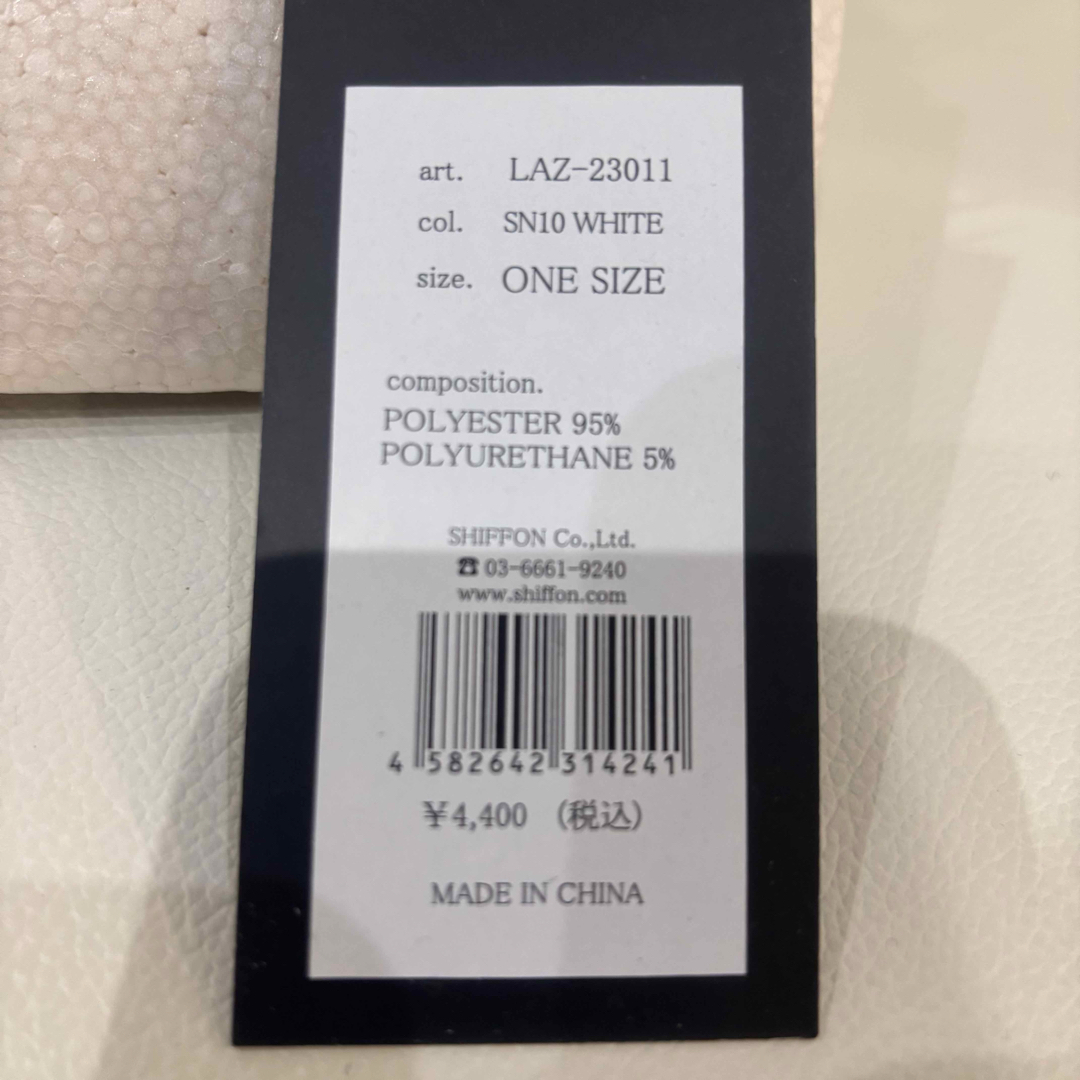 art. LAZ-23011
col. SN10 WHITE
size. ONE SIZE
composition.
POLYESTER 95%
POLYURETHANE 5%
SHIFFON Co.,Ltd.
☎ 03-6661-9240
www.shiffon.com
4 582642 314241
¥4,400 (税込)
MADE IN CHINA